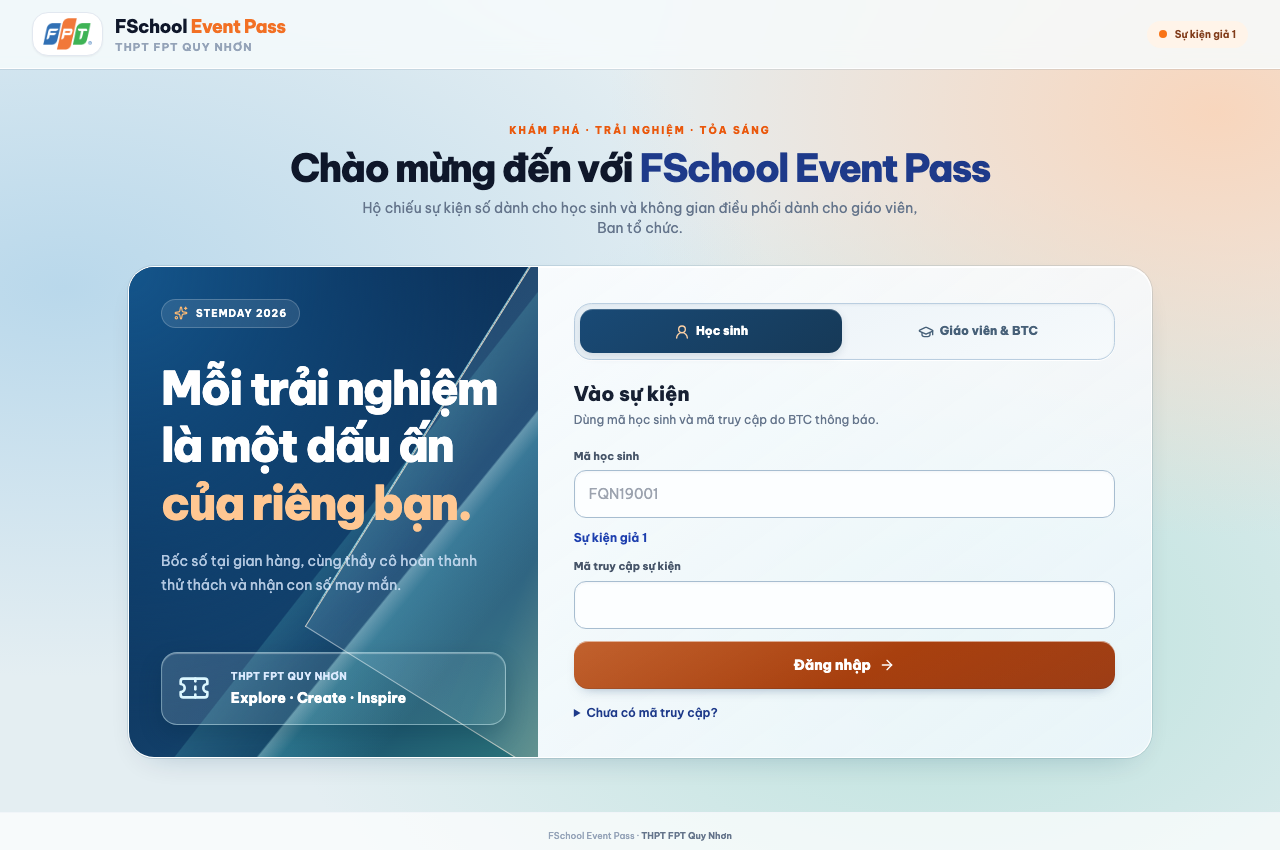 FPT
FSchool Event Pass
THPT FPT QUY NHƠN
Sự kiện giả 1
KHÁM PHÁ · TRẢI NGHIỆM · TỎA SÁNG
Chào mừng đến với FSchool Event Pass
Hộ chiếu sự kiện số dành cho học sinh và không gian điều phối dành cho giáo viên,
Ban tổ chức.
STEMDAY 2026
Mỗi trải nghiệm
là một dấu ấn
của riêng bạn.
Bốc số tại gian hàng, cùng thầy cô hoàn thành
thử thách và nhận con số may mắn.
THPT FPT QUY NHƠN
Explore · Create · Inspire
Học sinh
Giáo viên & BTC
Vào sự kiện
Dùng mã học sinh và mã truy cập do BTC thông báo.
Mã học sinh
FQN19001
Sự kiện giả 1
Mã truy cập sự kiện
Đăng nhập →
Chưa có mã truy cập?
FSchool Event Pass · THPT FPT Quy Nhơn